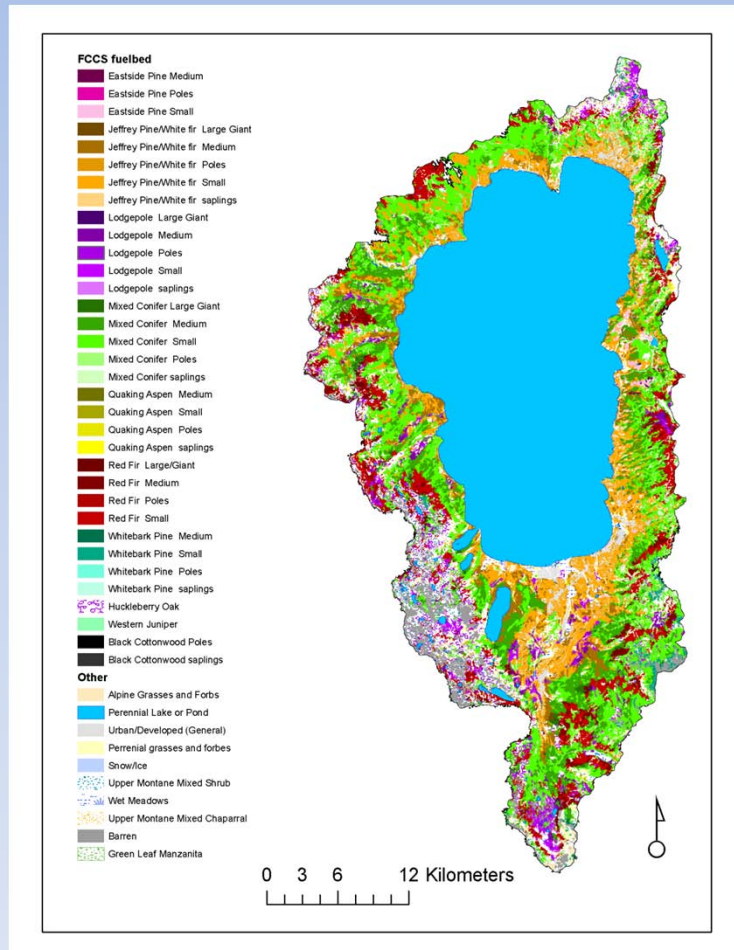 FCCS fuelbed
Eastside Pine Medium
Eastside Pine Poles
Eastside Pine Small
Jeffrey Pine/White fir  Large Giant
Jeffrey Pine/White fir  Medium
Jeffrey Pine/White fir  Poles
Jeffrey Pine/White fir  Small
Jeffrey Pine/White fir  saplings
Lodgepole  Large Giant
Lodgepole  Medium
Lodgepole  Poles
Lodgepole  Small
Lodgepole  saplings
Mixed Conifer Large Giant
Mixed Conifer  Medium
Mixed Conifer  Small
Mixed Conifer  Poles
Mixed Conifer saplings
Quaking Aspen  Medium
Quaking Aspen  Small
Quaking Aspen  Poles
Quaking Aspen  saplings
Red Fir  Large/Giant
Red Fir  Medium
Red Fir  Poles
Red Fir  Small
Whitebark Pine  Medium
Whitebark Pine  Small
Whitebark Pine  Poles
Whitebark Pine  saplings
Huckleberry Oak
Western Juniper
Black Cottonwood Poles
Black Cottonwood saplings
Other
Alpine Grasses and Forbs
Perennial Lake or Pond
Urban/Developed (General)
Perrenial grasses and forbes
Snow/Ice
Upper Montane Mixed Shrub
Wet Meadows
Upper Montane Mixed Chaparral
Barren
Green Leaf Manzanita
0 3 6 12 Kilometers